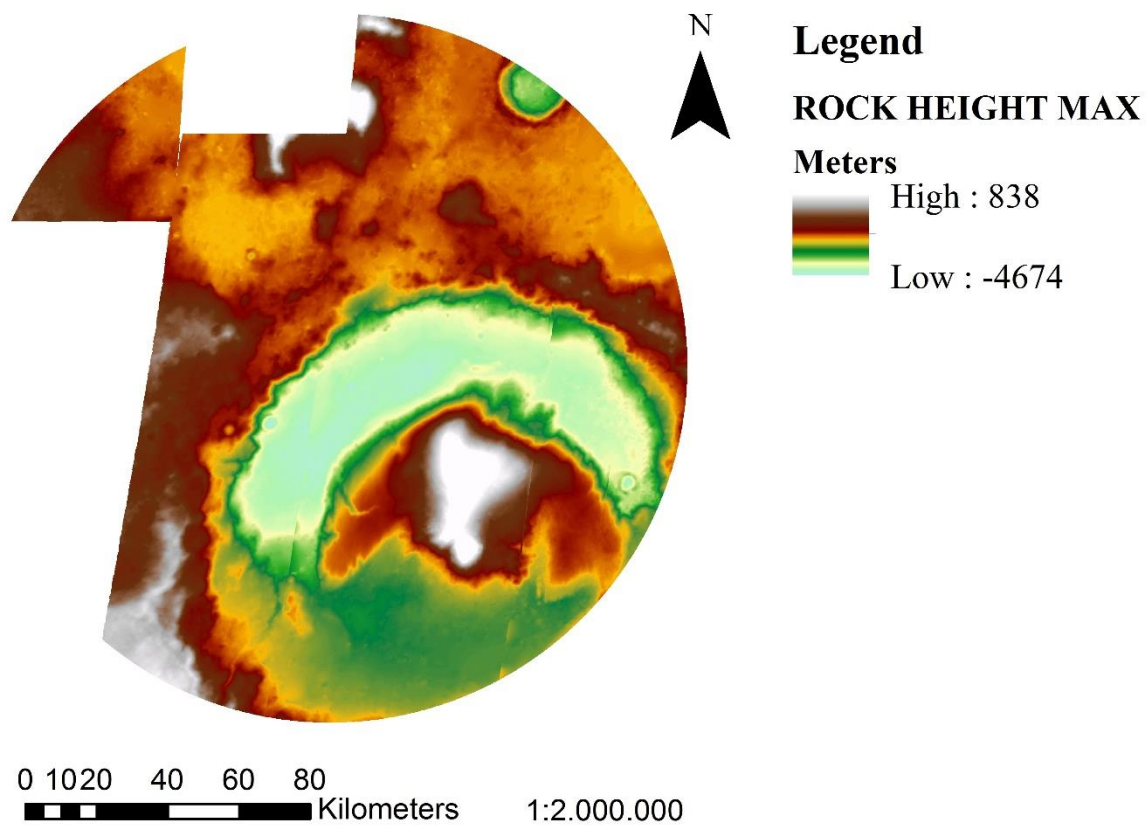 N
Legend
ROCK HEIGHT MAX
Meters
High : 838
Low : -4674
0 10 20 40 60 80
Kilometers
1:2.000.000